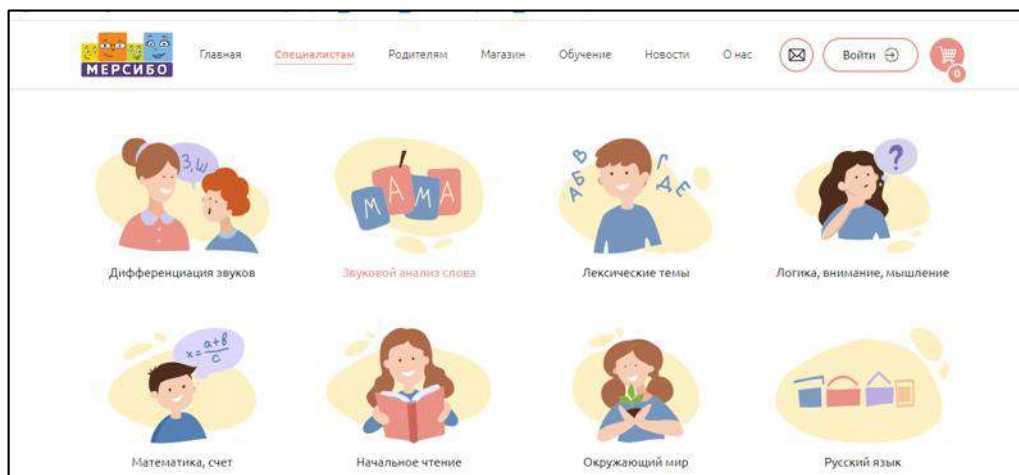 МЕРСИБО
Главная Специалистам Родителям Магазин Обучение Новости О нас Войти 0
З, Ш
МАМА
А Б В Г Д Е
?
Дифференциация звуков Звуковой анализ слова Лексические темы Логика, внимание, мышление
x = a+b/c
Математика, счет Начальное чтение Окружающий мир Русский язык